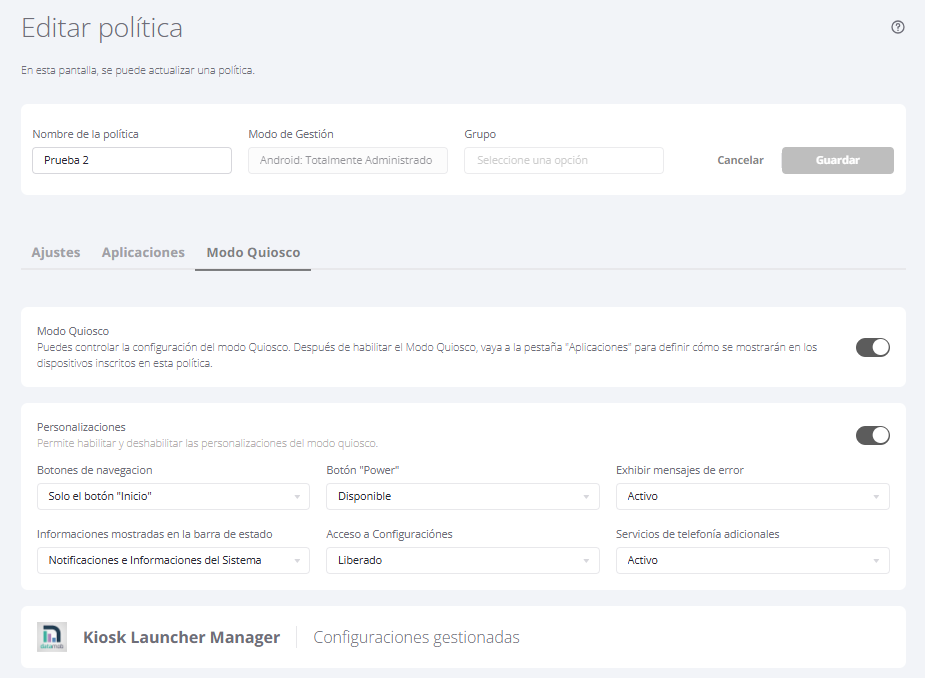 Editar política
En esta pantalla, se puede actualizar una política.
Nombre de la política
Modo de Gestión
Grupo
Prueba 2
Android: Totalmente Administrado
Seleccione una opción
Cancelar
Guardar
Ajustes
Aplicaciones
Modo Quiosco
Modo Quiosco
Puedes controlar la configuración del modo Quiosco. Después de habilitar el Modo Quiosco, vaya a la pestaña "Aplicaciones" para definir cómo se mostrarán en los
dispositivos inscritos en esta política.
Personalizaciones
Permite habilitar y deshabilitar las personalizaciones del modo quiosco.
Botones de navegacion
Botón "Power"
Exhibir mensajes de error
Solo el botón "Inicio"
Disponible
Activo
Informaciones mostradas en la barra de estado
Acceso a Configuraciónes
Servicios de telefonía adicionales
Notificaciones e Informaciones del Sistema
Liberado
Activo
Kiosk Launcher Manager
Configuraciones gestionadas